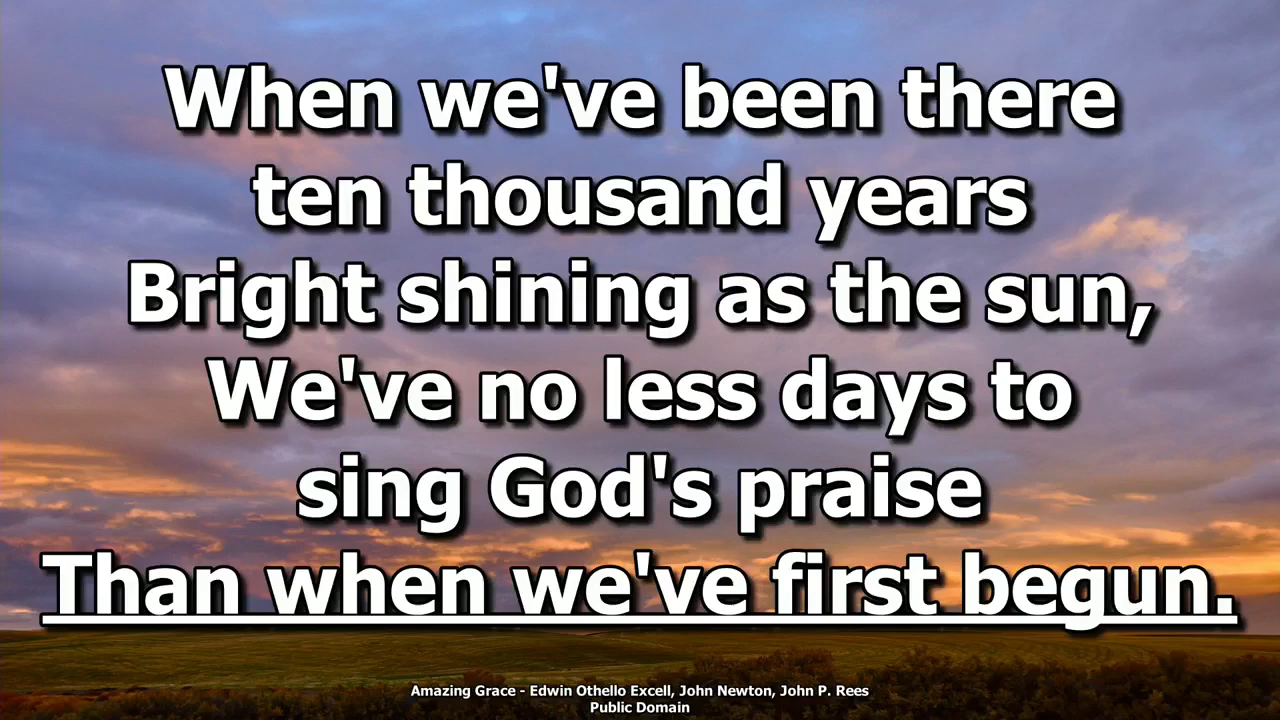 When we've been there
ten thousand years
Bright shining as the sun,
We've no less days to
sing God's praise
Than when we've first begun.
Amazing Grace - Edwin Othello Excell, John Newton, John P. Rees
Public Domain